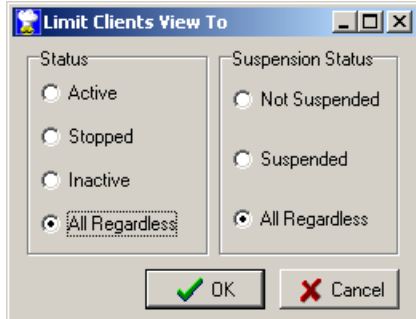 Limit Clients View To
Status
Active
Stopped
Inactive
All Regardless
Suspension Status
Not Suspended
Suspended
All Regardless
OK
Cancel